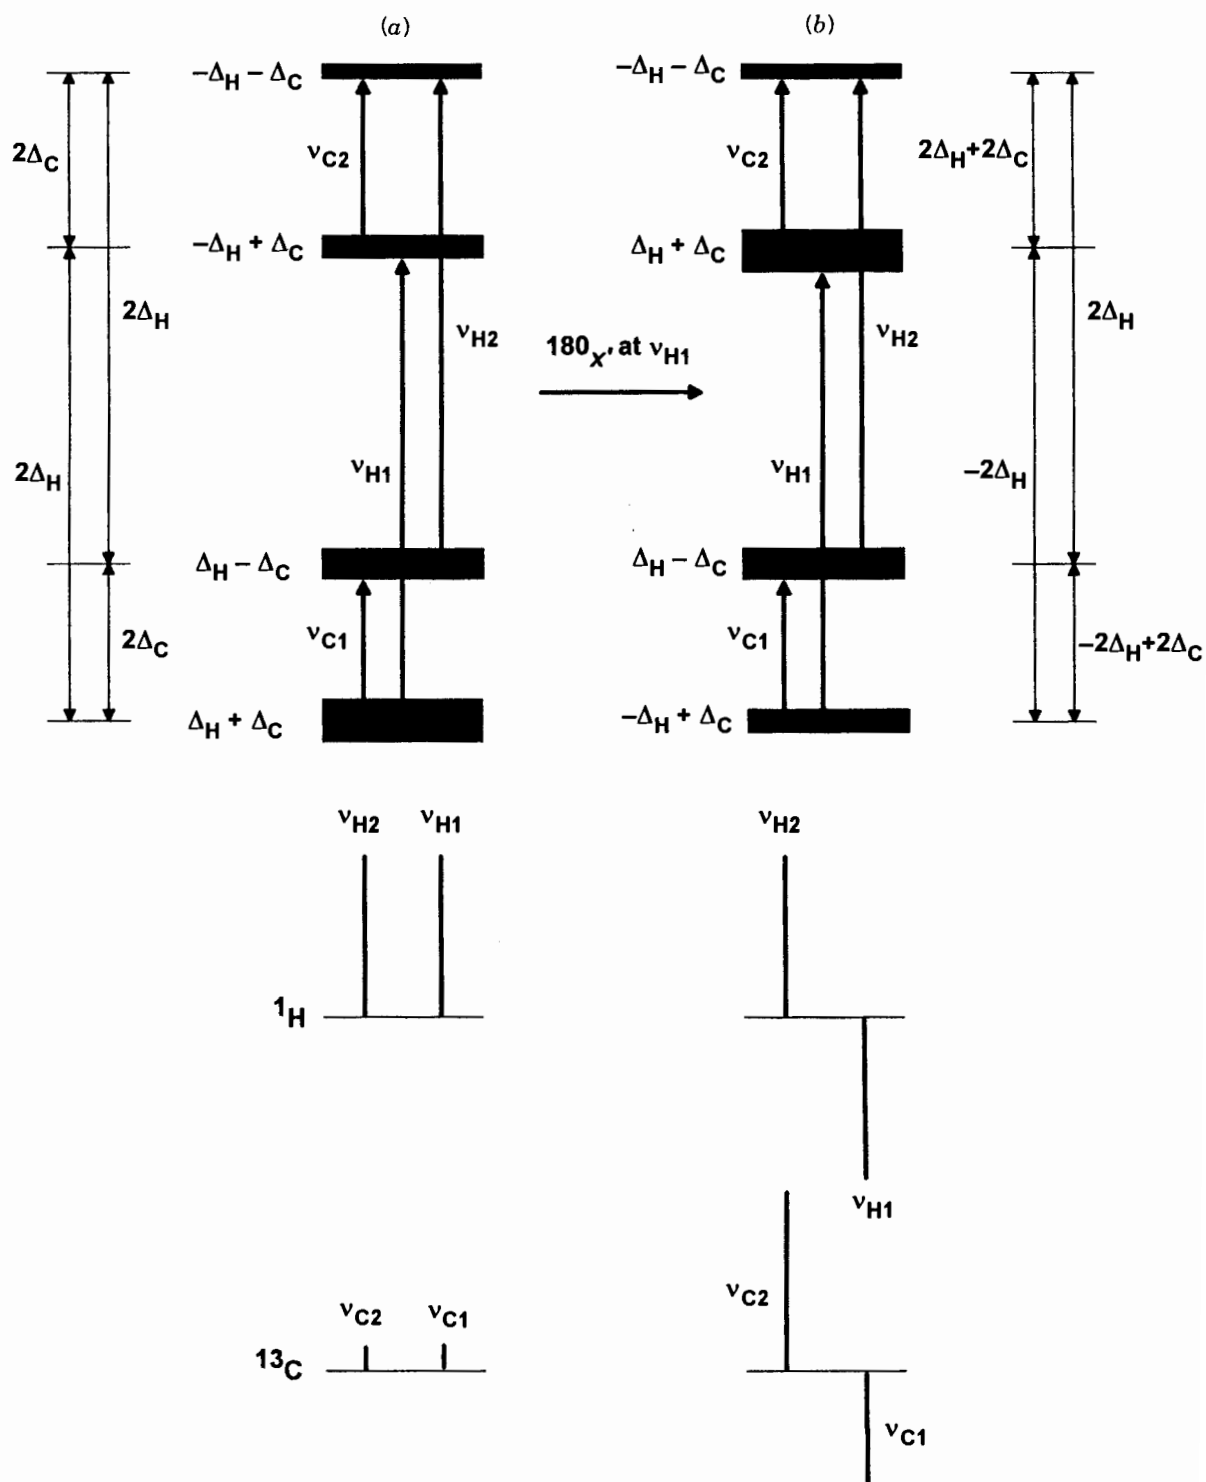 (a)
−ΔH − ΔC
2ΔC
νC2
−ΔH + ΔC
2ΔH
νH2
νH1
2ΔH
ΔH − ΔC
2ΔC
νC1
ΔH + ΔC
180x′ at νH1
(b)
−ΔH − ΔC
2ΔH+2ΔC
νC2
ΔH + ΔC
2ΔH
νH2
νH1
−2ΔH
ΔH − ΔC
νC1
−2ΔH+2ΔC
−ΔH + ΔC
νH2 νH1
1H
νH2
νH1
νC2 νC1
13C
νC2
νC1